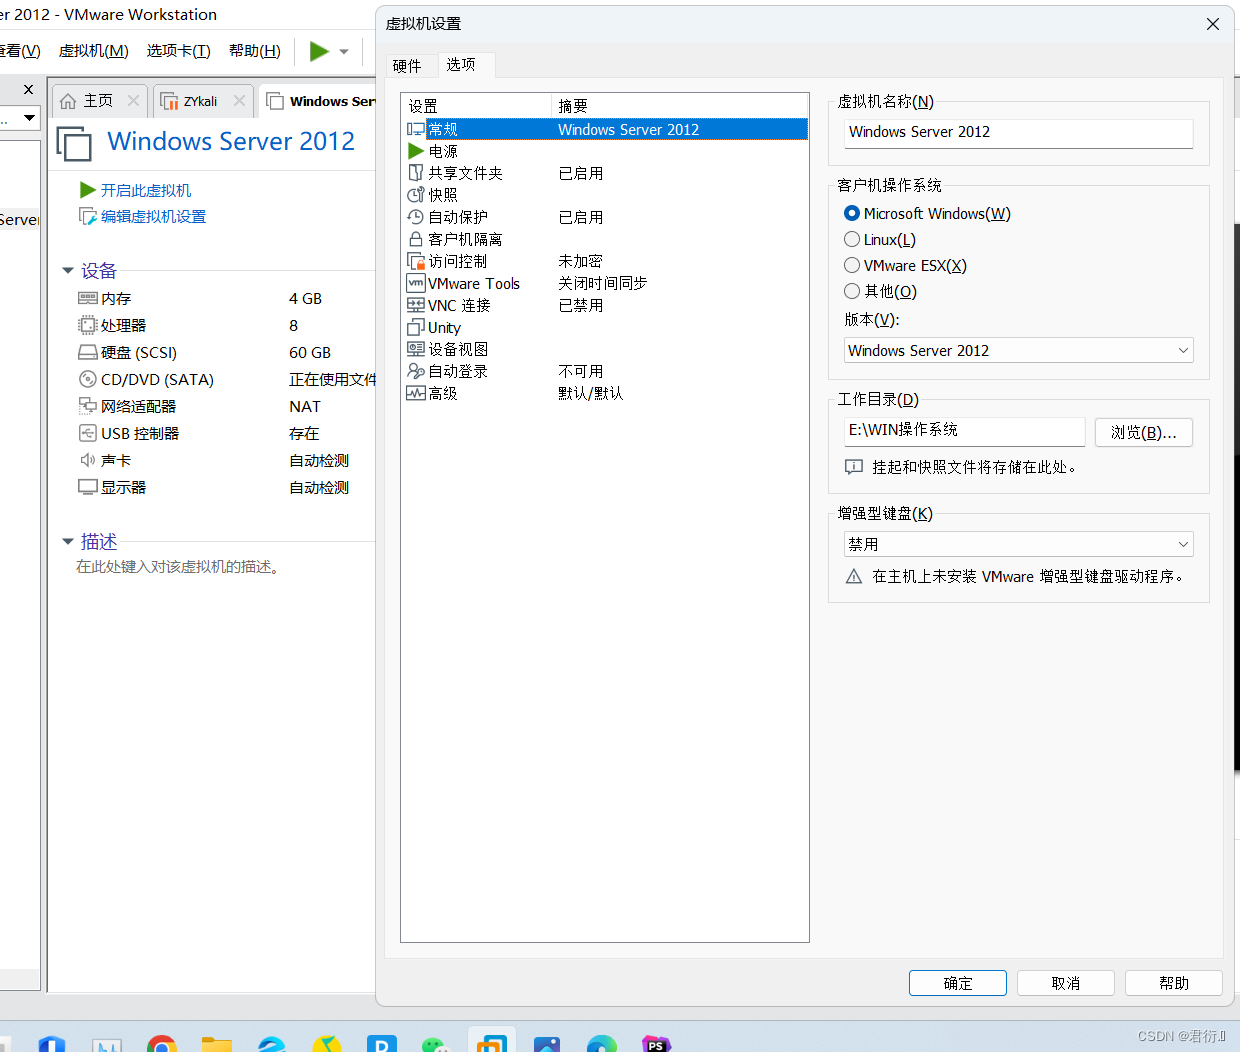 er 2012 - VMware Workstation
查看(V) 虚拟机(M) 选项卡(T) 帮助(H)
主页
ZYkali
Windows Ser
Windows Server 2012
开启此虚拟机
编辑虚拟机设置
Server
设备
内存 4 GB
处理器 8
硬盘 (SCSI) 60 GB
CD/DVD (SATA) 正在使用文件
网络适配器 NAT
USB 控制器 存在
声卡 自动检测
显示器 自动检测
描述
在此处键入对该虚拟机的描述。
虚拟机设置
硬件 选项
设置 摘要
常规 Windows Server 2012
电源
共享文件夹 已启用
快照
自动保护 已启用
客户机隔离
访问控制 未加密
VMware Tools 关闭时间同步
VNC 连接 已禁用
Unity
设备视图
自动登录 不可用
高级 默认/默认
虚拟机名称(N)
Windows Server 2012
客户机操作系统
Microsoft Windows(W)
Linux(L)
VMware ESX(X)
其他(O)
版本(V):
Windows Server 2012
工作目录(D)
E:\WIN操作系统
浏览(B)...
挂起和快照文件将存储在此处。
增强型键盘(K)
禁用
在主机上未安装 VMware 增强型键盘驱动程序。
确定 取消 帮助
CSDN @君衍.